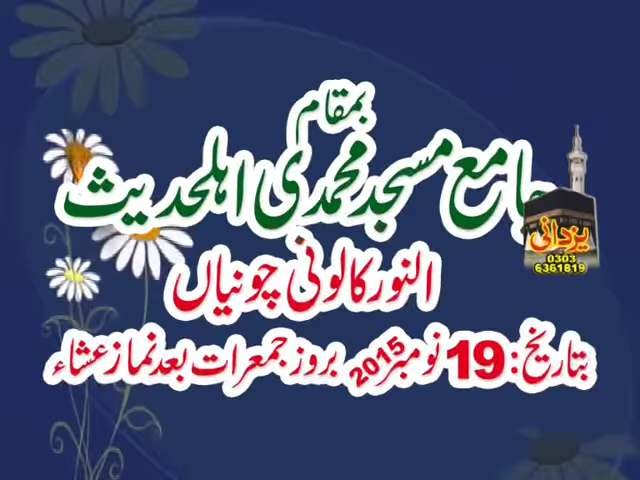 بمقام
جامع مسجد محمدی اہلحدیث
النور کالونی چونیاں
بتاریخ: 19 نومبر 2015 بروز جمعرات بعد نماز عشاء
یزدانی
0303
6361819